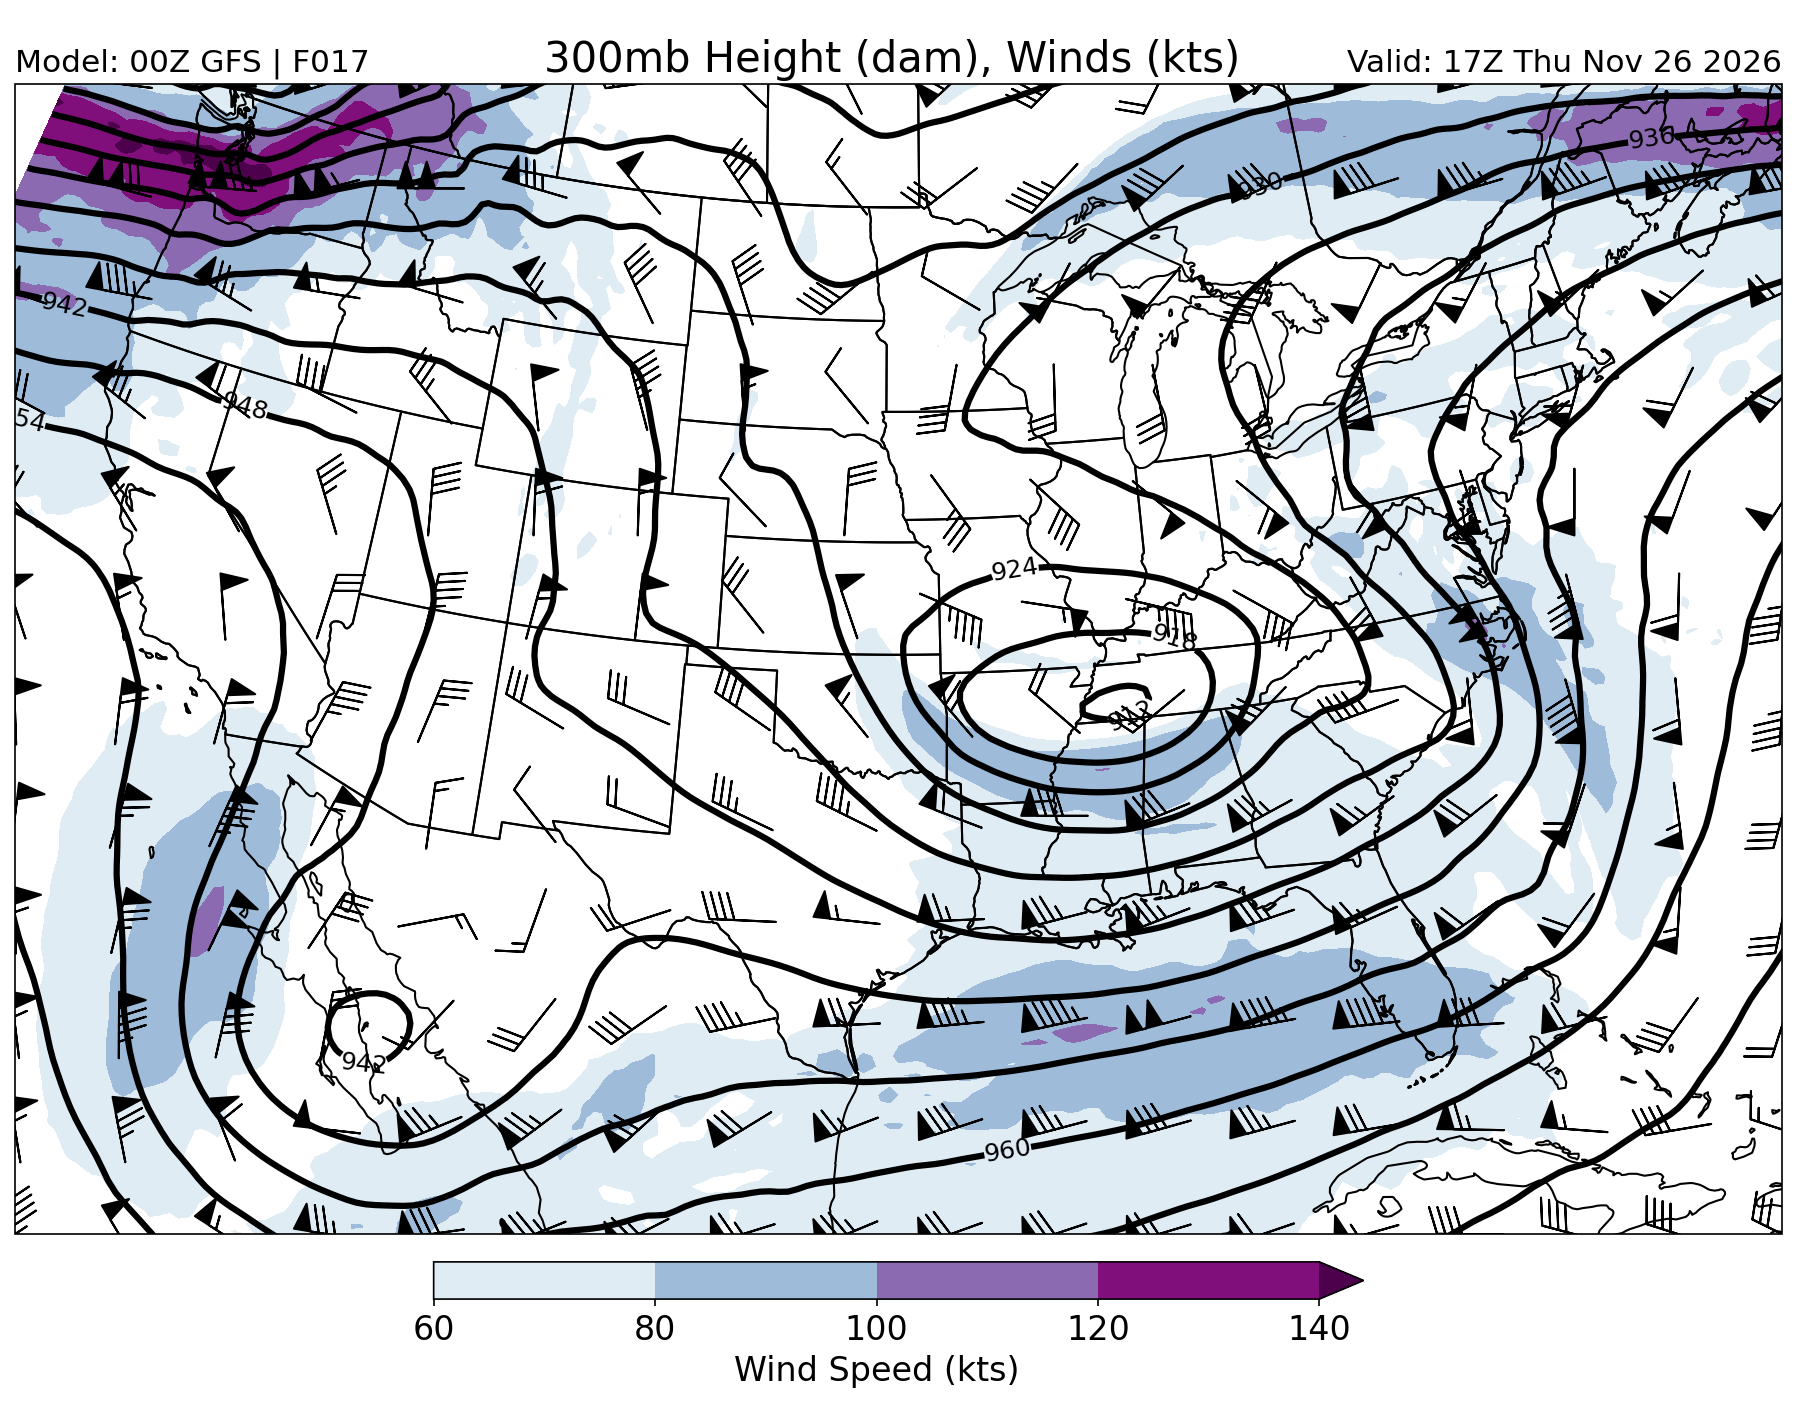 Model: 00Z GFS | F017
300mb Height (dam), Winds (kts)
Valid: 17Z Thu Nov 26 2026
936
930
942
948
54
924
918
912
942
960
60 80 100 120 140
Wind Speed (kts)